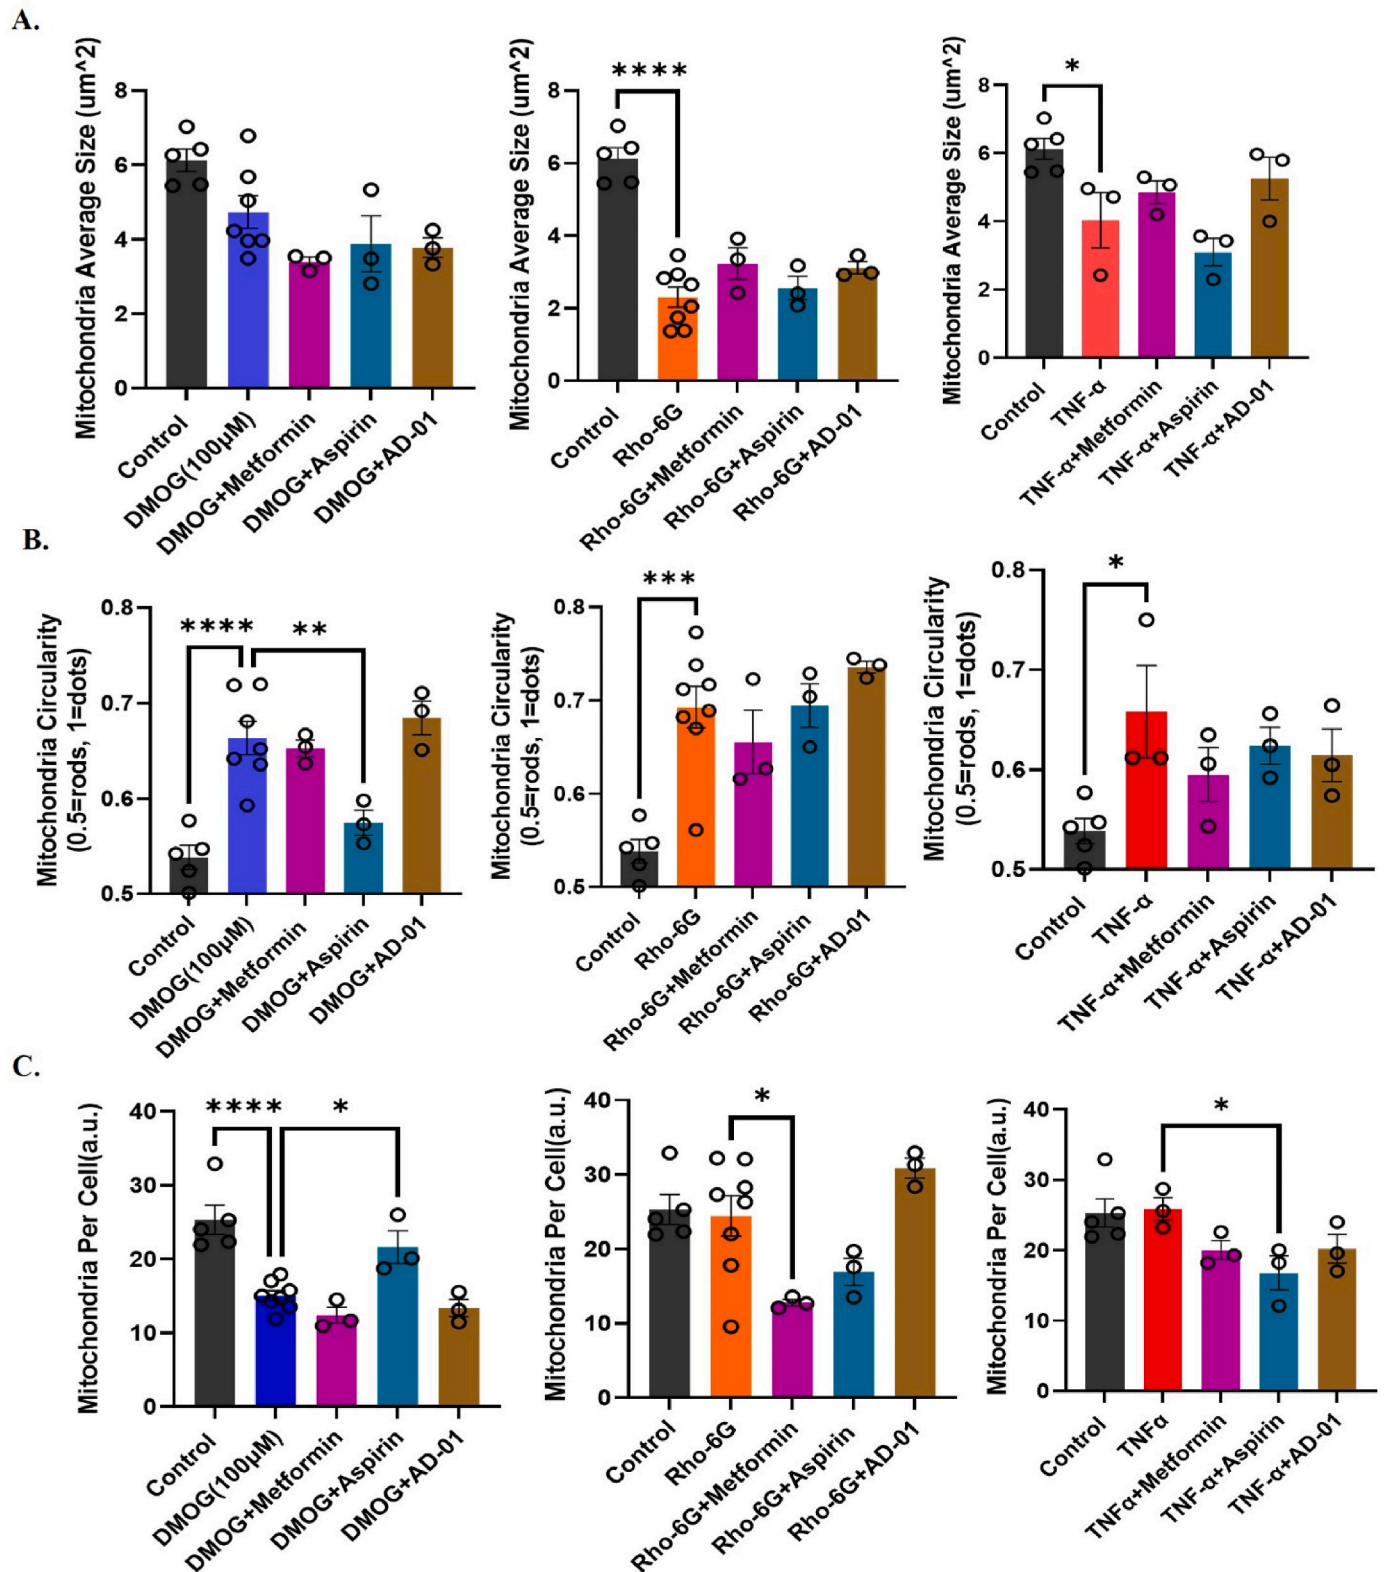 A.
Mitochondria Average Size (um^2)
8
6
4
2
0
Control
DMOG(100μM)
DMOG+Metformin
DMOG+Aspirin
DMOG+AD-01
Mitochondria Average Size (um^2)
8
6
4
2
0
****
Control
Rho-6G
Rho-6G+Metformin
Rho-6G+Aspirin
Rho-6G+AD-01
Mitochondria Average Size (um^2)
8
6
4
2
0
*
Control
TNF-α
TNF-α+Metformin
TNF-α+Aspirin
TNF-α+AD-01
B.
Mitochondria Circularity
(0.5=rods, 1=dots)
0.8
0.7
0.6
0.5
****
**
Control
DMOG(100μM)
DMOG+Metformin
DMOG+Aspirin
DMOG+AD-01
Mitochondria Circularity
(0.5=rods, 1=dots)
0.8
0.7
0.6
0.5
***
Control
Rho-6G
Rho-6G+Metformin
Rho-6G+Aspirin
Rho-6G+AD-01
Mitochondria Circularity
(0.5=rods, 1=dots)
0.8
0.7
0.6
0.5
*
Control
TNF-α
TNF-α+Metformin
TNF-α+Aspirin
TNF-α+AD-01
C.
Mitochondria Per Cell(a.u.)
40
30
20
10
0
****
*
Control
DMOG(100μM)
DMOG+Metformin
DMOG+Aspirin
DMOG+AD-01
Mitochondria Per Cell(a.u.)
40
30
20
10
0
*
Control
Rho-6G
Rho-6G+Metformin
Rho-6G+Aspirin
Rho-6G+AD-01
Mitochondria Per Cell(a.u.)
40
30
20
10
0
*
Control
TNFα
TNFα+Metformin
TNF-α+Aspirin
TNF-α+AD-01